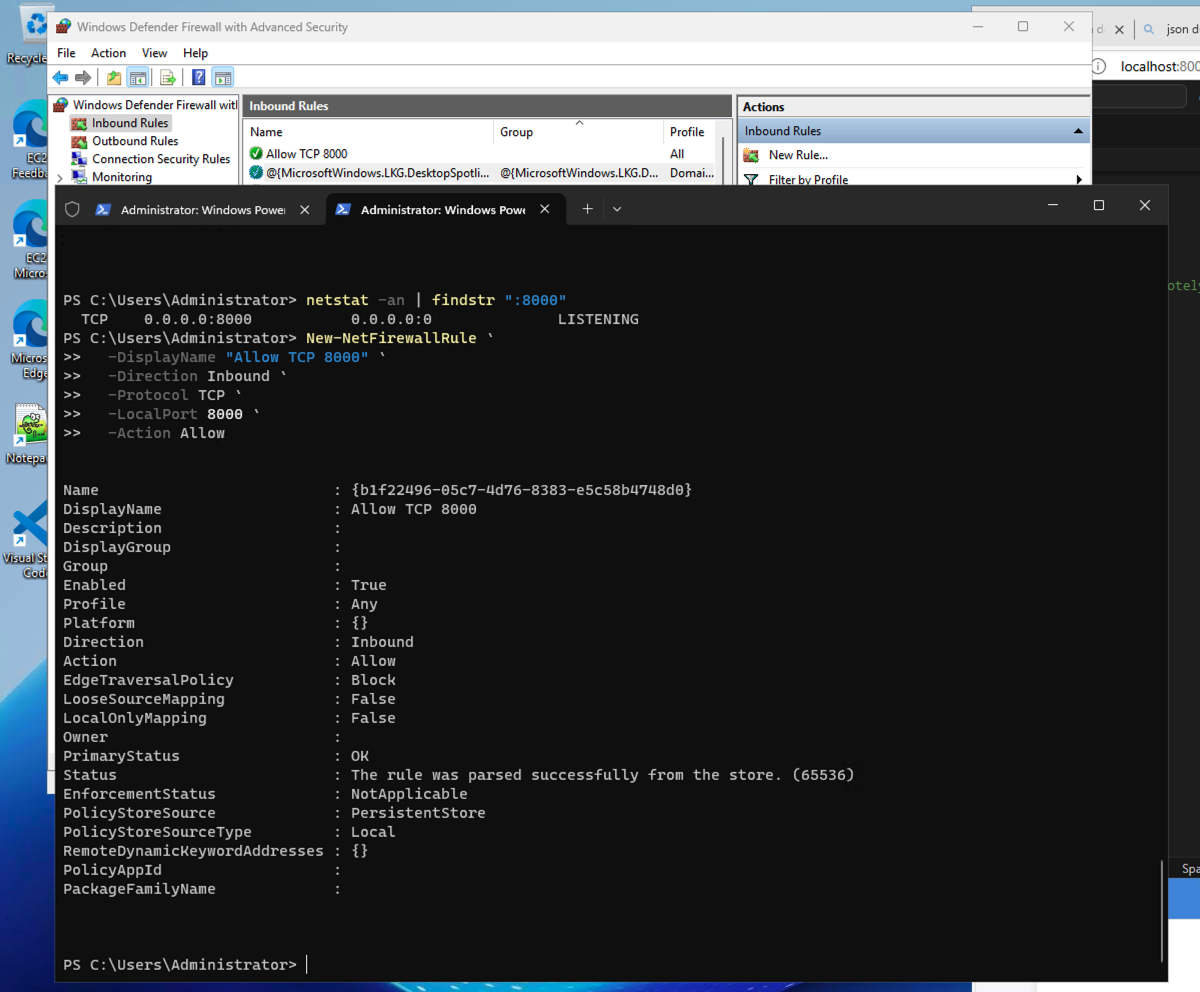 Recycle
Windows Defender Firewall with Advanced Security
File Action View Help
json d
localhost:800
Windows Defender Firewall wit
Inbound Rules
Outbound Rules
Connection Security Rules
Monitoring
Inbound Rules
Name Group Profile
Allow TCP 8000 All
@{MicrosoftWindows.LKG.DesktopSpotli... @{MicrosoftWindows.LKG.D... Domai...
Actions
Inbound Rules
New Rule...
Filter by Profile
EC2
Feedba
EC2
Micros
Micros
Edge
Notepa
Visual St
Code
Administrator: Windows Power
Administrator: Windows Powe
PS C:\Users\Administrator> netstat -an | findstr ":8000"
TCP 0.0.0.0:8000 0.0.0.0:0 LISTENING
PS C:\Users\Administrator> New-NetFirewallRule `
>> -DisplayName "Allow TCP 8000" `
>> -Direction Inbound `
>> -Protocol TCP `
>> -LocalPort 8000 `
>> -Action Allow
Name : {b1f22496-05c7-4d76-8383-e5c58b4748d0}
DisplayName : Allow TCP 8000
Description :
DisplayGroup :
Group :
Enabled : True
Profile : Any
Platform : {}
Direction : Inbound
Action : Allow
EdgeTraversalPolicy : Block
LooseSourceMapping : False
LocalOnlyMapping : False
Owner :
PrimaryStatus : OK
Status : The rule was parsed successfully from the store. (65536)
EnforcementStatus : NotApplicable
PolicyStoreSource : PersistentStore
PolicyStoreSourceType : Local
RemoteDynamicKeywordAddresses : {}
PolicyAppId :
PackageFamilyName :
PS C:\Users\Administrator>
otely
Spa